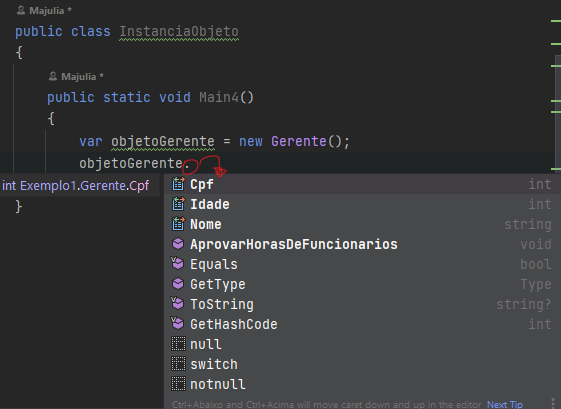 Majulia *
public class InstanciaObjeto
{
Majulia *
public static void Main4()
{
var objetoGerente = new Gerente();
objetoGerente.
int Exemplo1.Gerente.Cpf
}
Cpf int
Idade int
Nome string
AprovarHorasDeFuncionarios void
Equals bool
GetType Type
ToString string?
GetHashCode int
null
switch
notnull
Ctrl+Abaixo and Ctrl+Acima will move caret down and up in the editor Next Tip